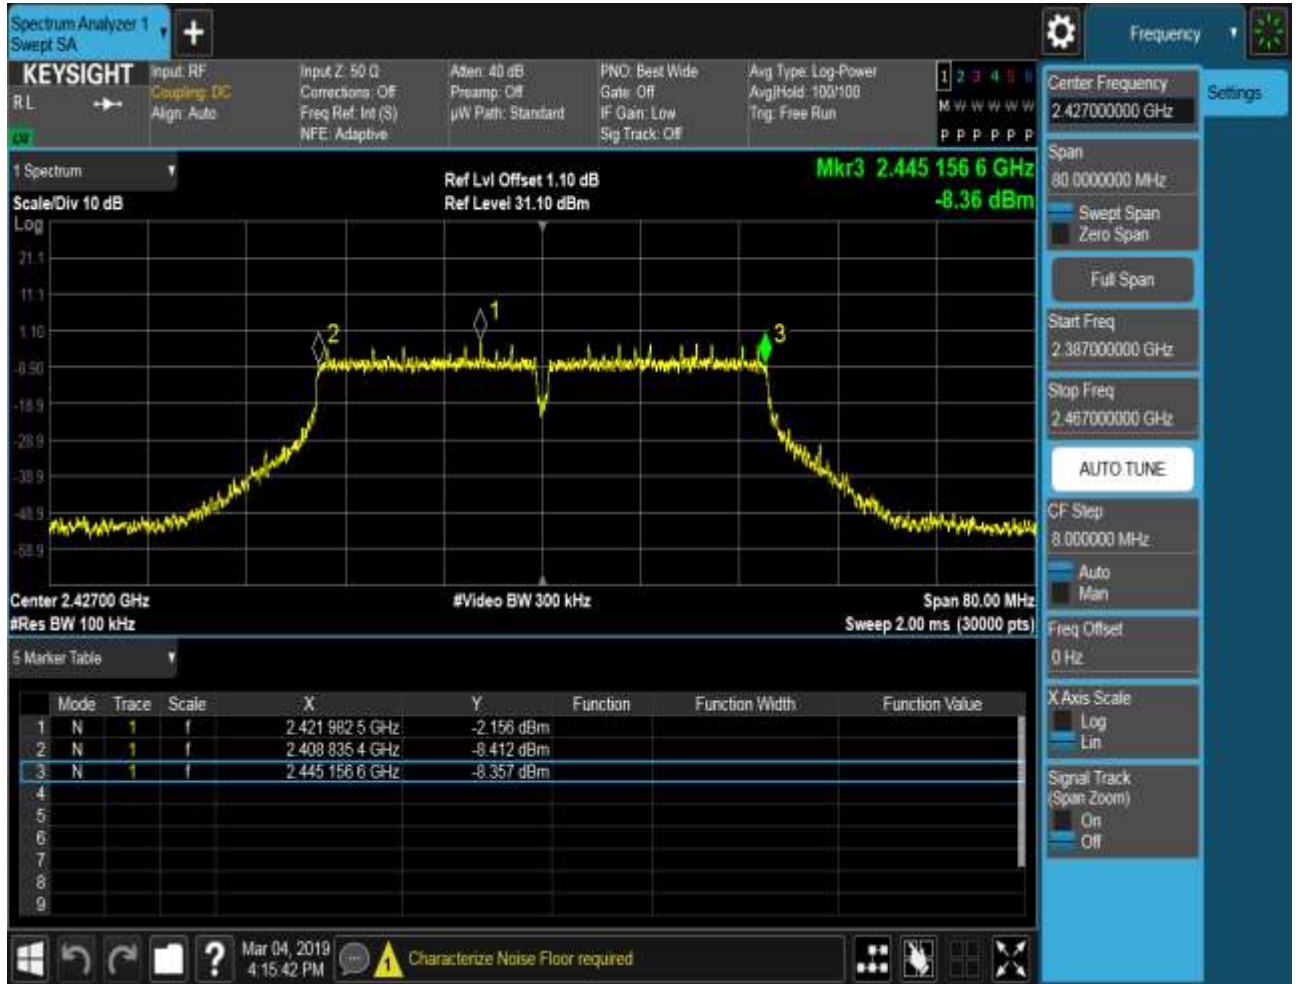 Spectrum Analyzer 1
Swept SA
+
Frequency
KEYSIGHT
RL
Input: RF
Coupling: DC
Align: Auto
Input Z: 50 Ω
Corrections: Off
Freq Ref: Int (S)
NFE: Adaptive
Atten: 40 dB
Preamp: Off
µW Path: Standard
PNO: Best Wide
Gate: Off
IF Gain: Low
Sig Track: Off
Avg Type: Log-Power
Avg|Hold: 100/100
Trig: Free Run
1 2 3 4 5 6
M W W W W W
P P P P P P
1 Spectrum
Scale/Div 10 dB
Ref Lvl Offset 1.10 dB
Ref Level 31.10 dBm
Mkr3 2.445 156 6 GHz
-8.36 dBm
Log
21.1
11.1
1.10
-8.90
-18.9
-28.9
-38.9
-48.9
-58.9
1
2
3
Center 2.42700 GHz
#Res BW 100 kHz
#Video BW 300 kHz
Span 80.00 MHz
Sweep 2.00 ms (30000 pts)
5 Marker Table
Mode Trace Scale X Y Function Function Width Function Value
1 N 1 f 2.421 982 5 GHz -2.156 dBm
2 N 1 f 2.408 835 4 GHz -8.412 dBm
3 N 1 f 2.445 156 6 GHz -8.357 dBm
4
5
6
7
8
9
?
Mar 04, 2019
4:15:42 PM
1
Characterize Noise Floor required
Center Frequency
2.427000000 GHz
Settings
Span
80.0000000 MHz
Swept Span
Zero Span
Full Span
Start Freq
2.387000000 GHz
Stop Freq
2.467000000 GHz
AUTO TUNE
CF Step
8.000000 MHz
Auto
Man
Freq Offset
0 Hz
X Axis Scale
Log
Lin
Signal Track
(Span Zoom)
On
Off